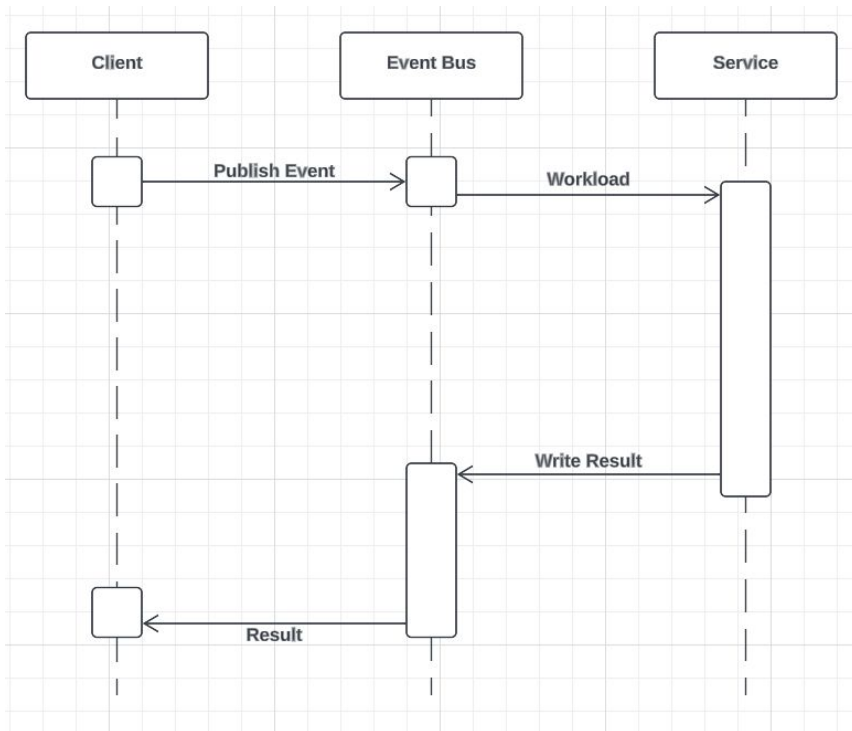 Client
Event Bus
Service
Publish Event
Workload
Write Result
Result